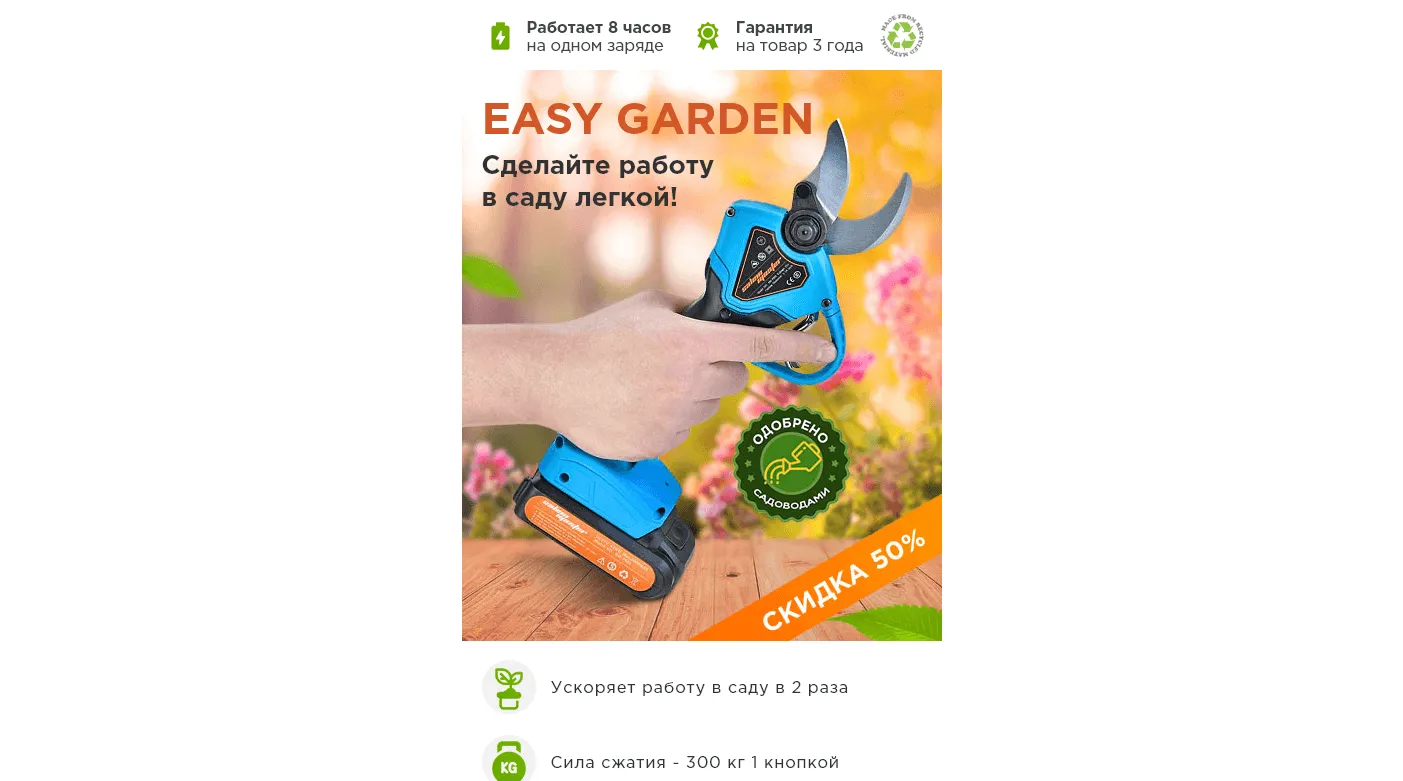 Работает 8 часов
на одном заряде
Гарантия
на товар 3 года
MADE FROM RECYCLED MATERIAL
EASY GARDEN
Сделайте работу
в саду легкой!
ОДОБРЕНО
САДОВОДАМИ
СКИДКА 50%
Ускоряет работу в саду в 2 раза
KG
Сила сжатия - 300 кг 1 кнопкой